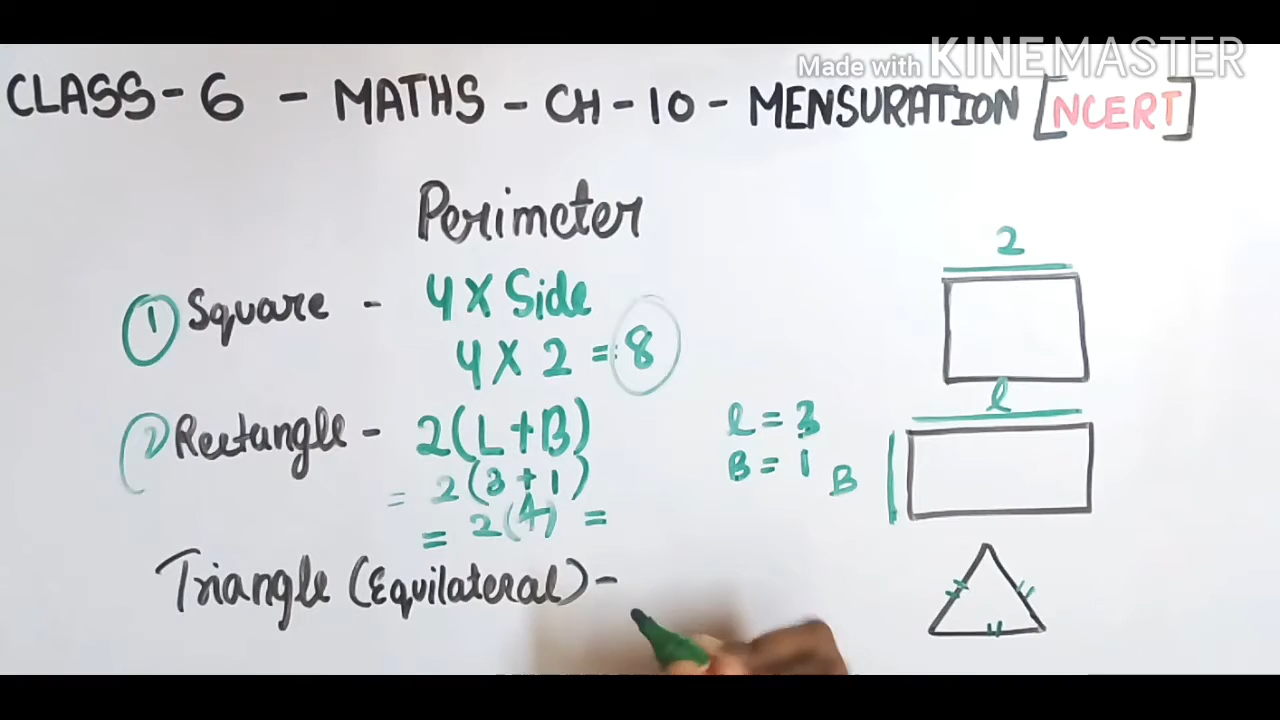 Made with KINEMASTER
CLASS-6 - MATHS - CH-10 - MENSURATION [NCERT]
Perimeter
① Square - 4 X Side
4 X 2 = 8
② Rectangle - 2(L+B)
= 2(3+1)
= 2(4) =
Triangle (Equilateral) -
2
l
l = 3
B = 1
B